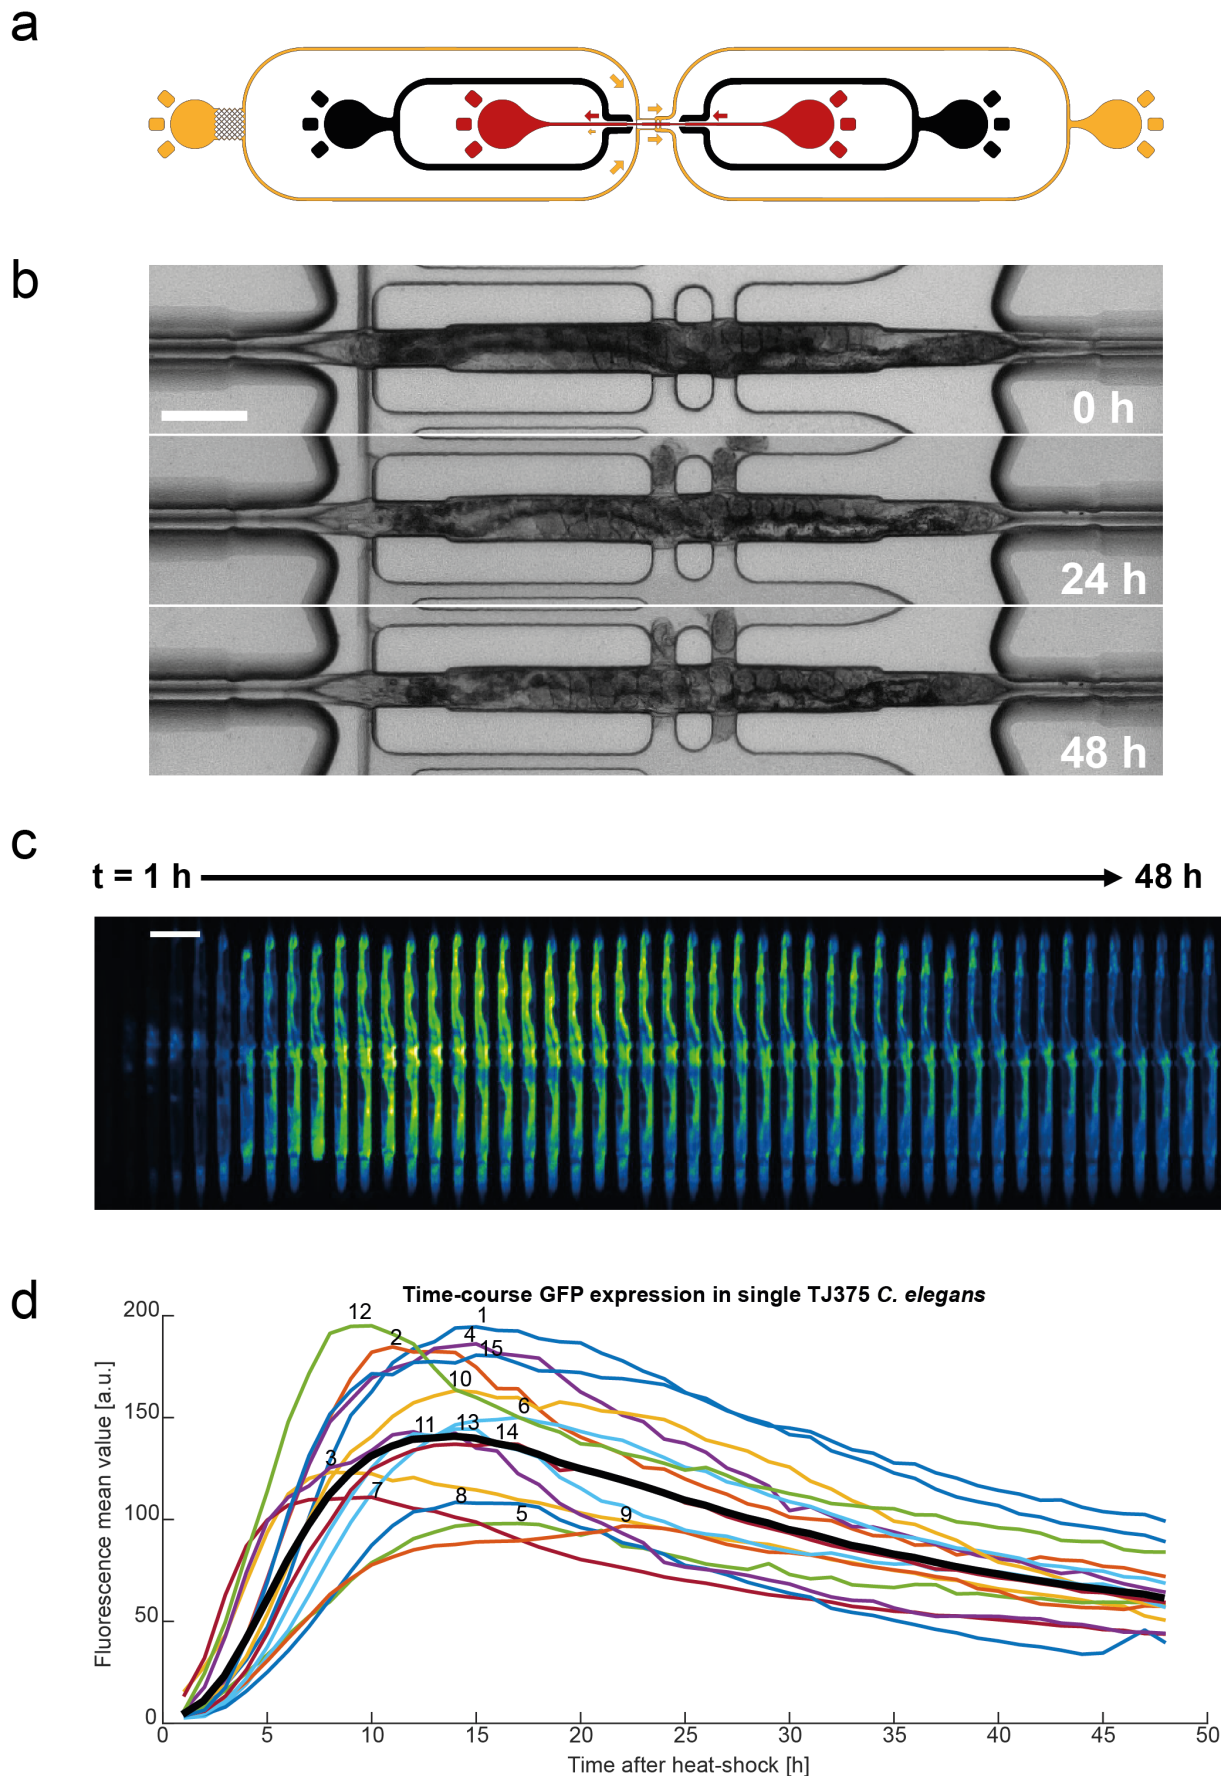 a
b
0 h
24 h
48 h
c
t = 1 h
48 h
d
Time-course GFP expression in single TJ375 C. elegans
Fluorescence mean value [a.u.]
200
150
100
50
0
12
2
1
4
15
10
6
11
13
14
3
7
8
5
9
0 5 10 15 20 25 30 35 40 45 50
Time after heat-shock [h]